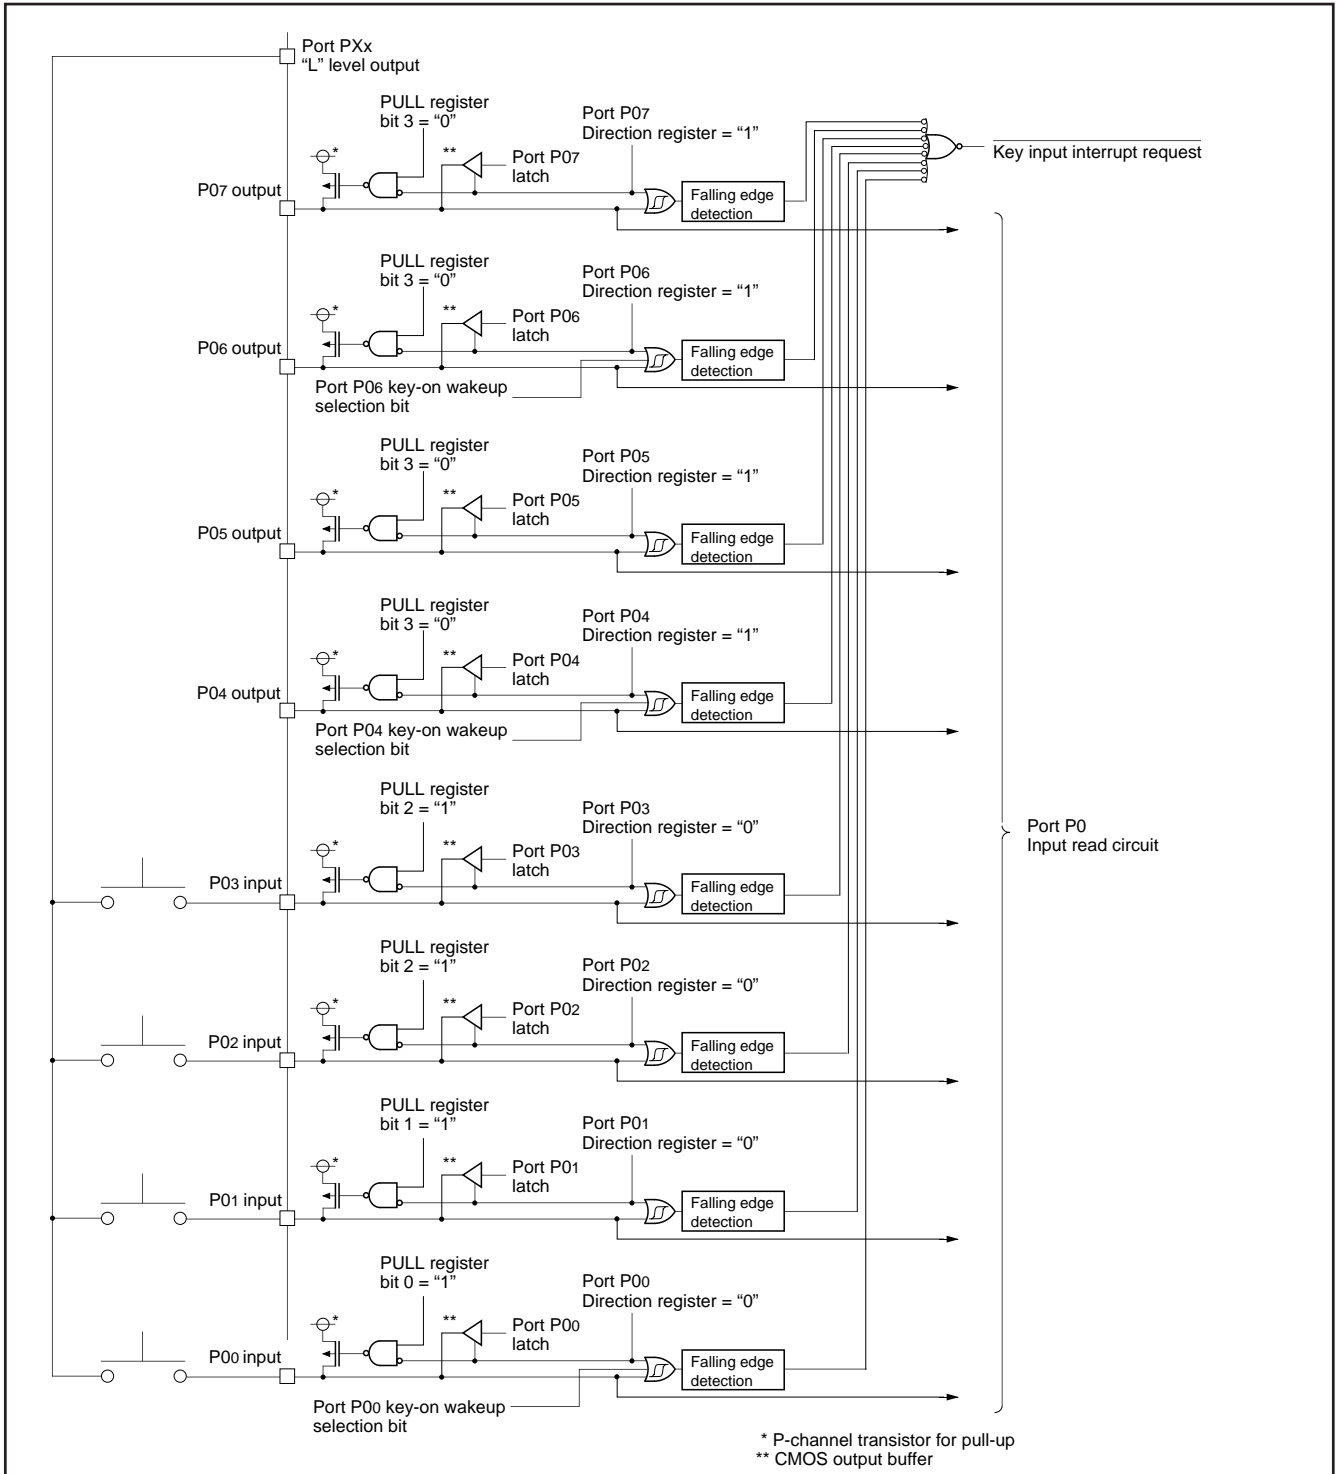 Port PXx
“L” level output
PULL register
bit 3 = “0”
Port P07
Direction register = “1”
*
**
Port P07
latch
Key input interrupt request
P07 output
Falling edge
detection
PULL register
bit 3 = “0”
Port P06
Direction register = “1”
*
**
Port P06
latch
P06 output
Falling edge
detection
Port P06 key-on wakeup
selection bit
PULL register
bit 3 = “0”
Port P05
Direction register = “1”
*
**
Port P05
latch
P05 output
Falling edge
detection
PULL register
bit 3 = “0”
Port P04
Direction register = “1”
*
**
Port P04
latch
P04 output
Falling edge
detection
Port P04 key-on wakeup
selection bit
PULL register
bit 2 = “1”
Port P03
Direction register = “0”
Port P0
Input read circuit
*
**
Port P03
latch
P03 input
Falling edge
detection
PULL register
bit 2 = “1”
Port P02
Direction register = “0”
*
**
Port P02
latch
P02 input
Falling edge
detection
PULL register
bit 1 = “1”
Port P01
Direction register = “0”
*
**
Port P01
latch
P01 input
Falling edge
detection
PULL register
bit 0 = “1”
Port P00
Direction register = “0”
*
**
Port P00
latch
P00 input
Falling edge
detection
Port P00 key-on wakeup
selection bit
* P-channel transistor for pull-up
** CMOS output buffer